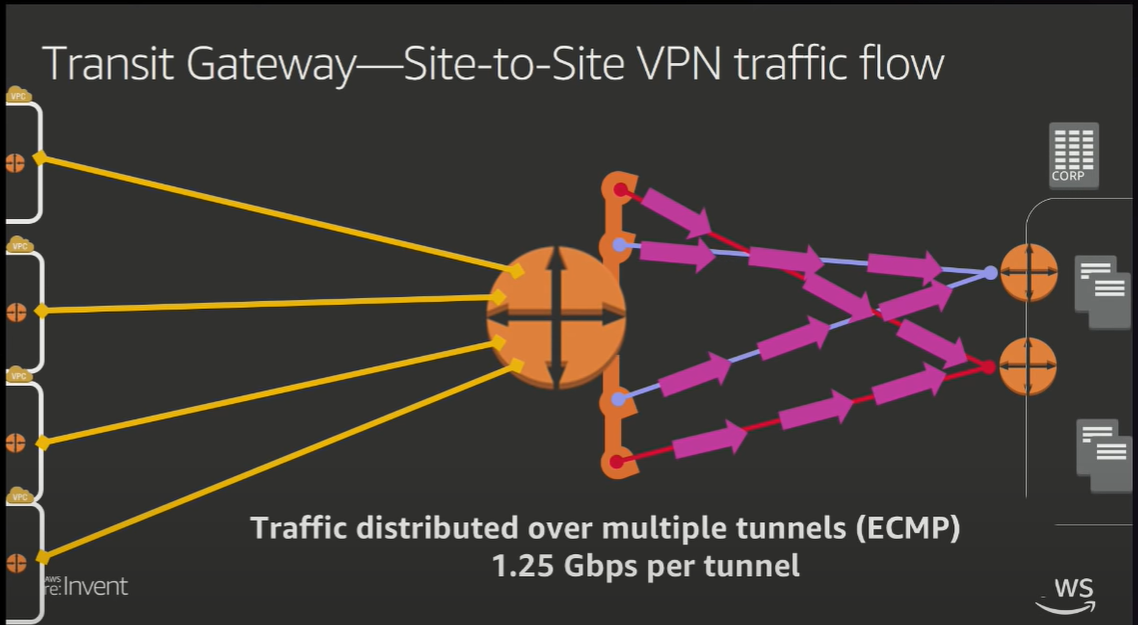 Transit Gateway—Site-to-Site VPN traffic flow
VPC
VPC
VPC
VPC
CORP
Traffic distributed over multiple tunnels (ECMP)
1.25 Gbps per tunnel
AWS
re:Invent
WS